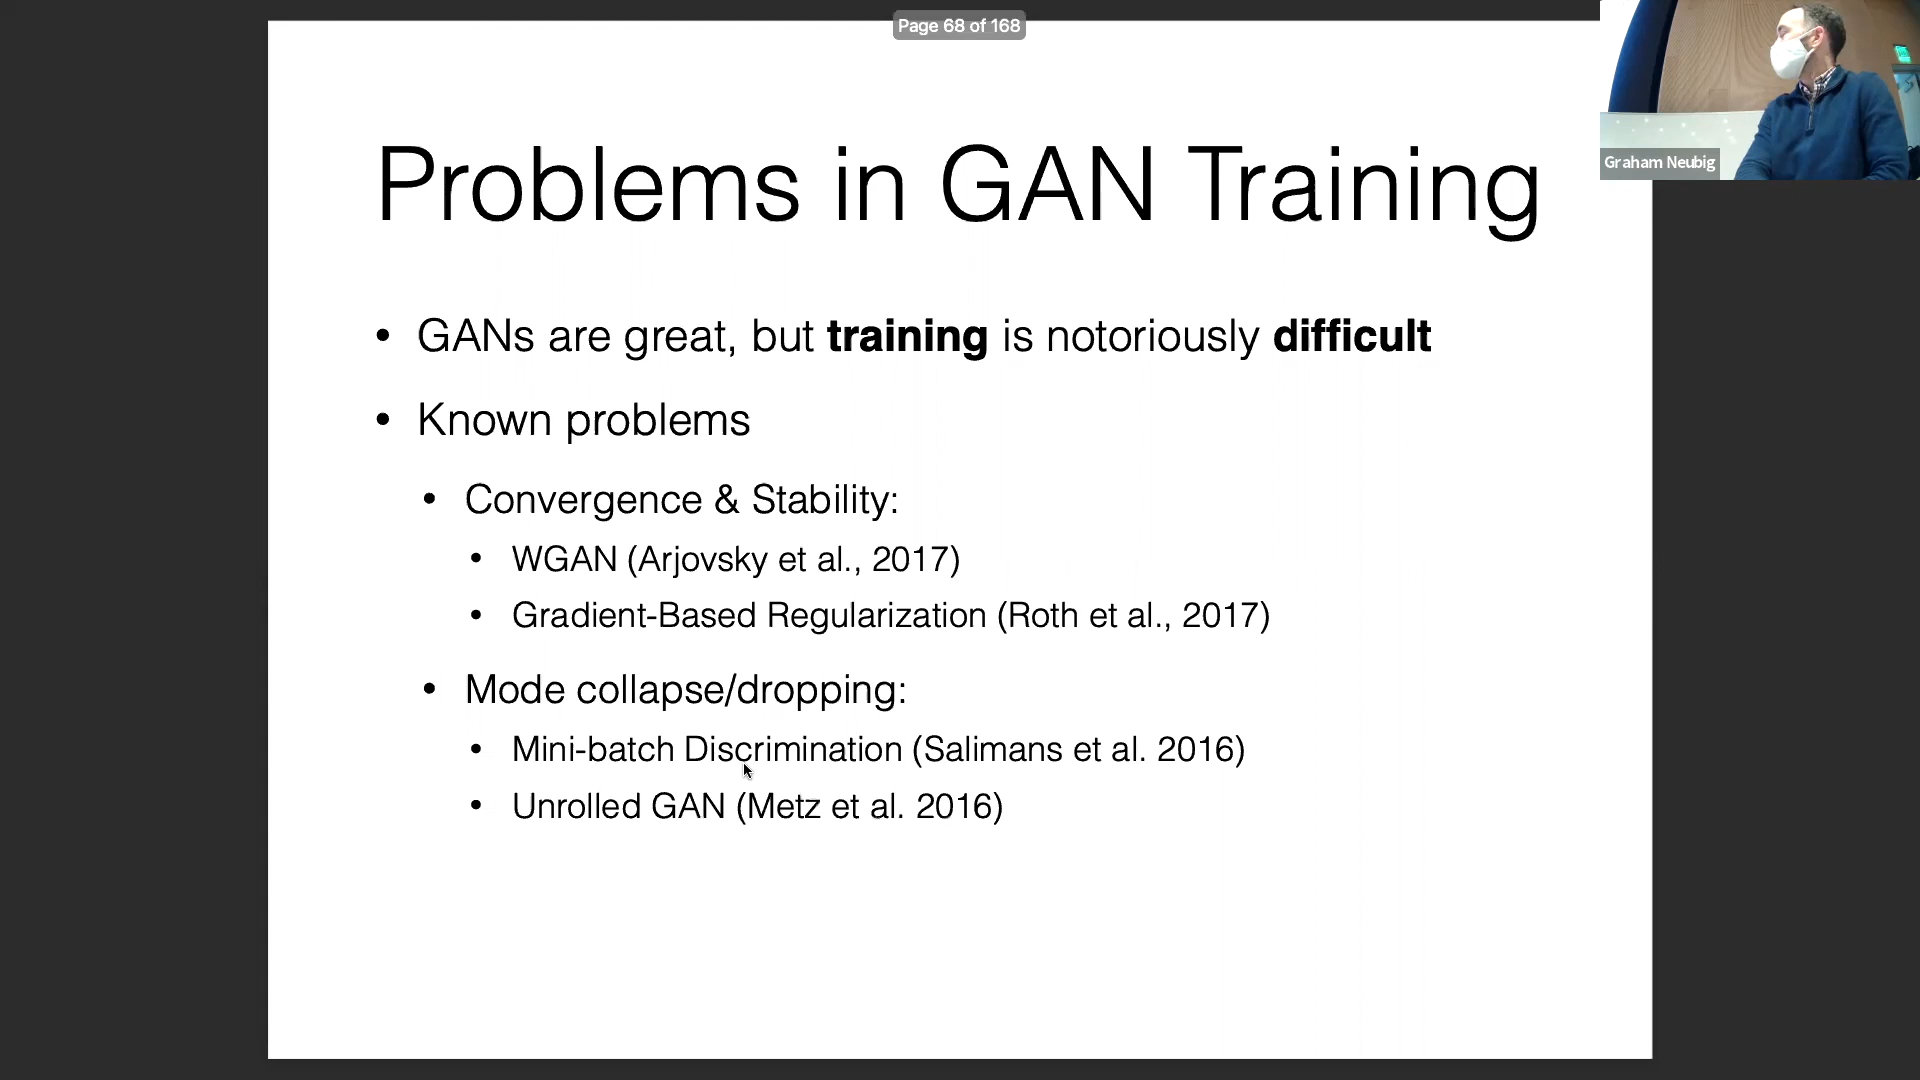 Page 68 of 168
Graham Neubig
Problems in GAN Training
• GANs are great, but training is notoriously difficult
• Known problems
• Convergence & Stability:
• WGAN (Arjovsky et al., 2017)
• Gradient-Based Regularization (Roth et al., 2017)
• Mode collapse/dropping:
• Mini-batch Discrimination (Salimans et al. 2016)
• Unrolled GAN (Metz et al. 2016)